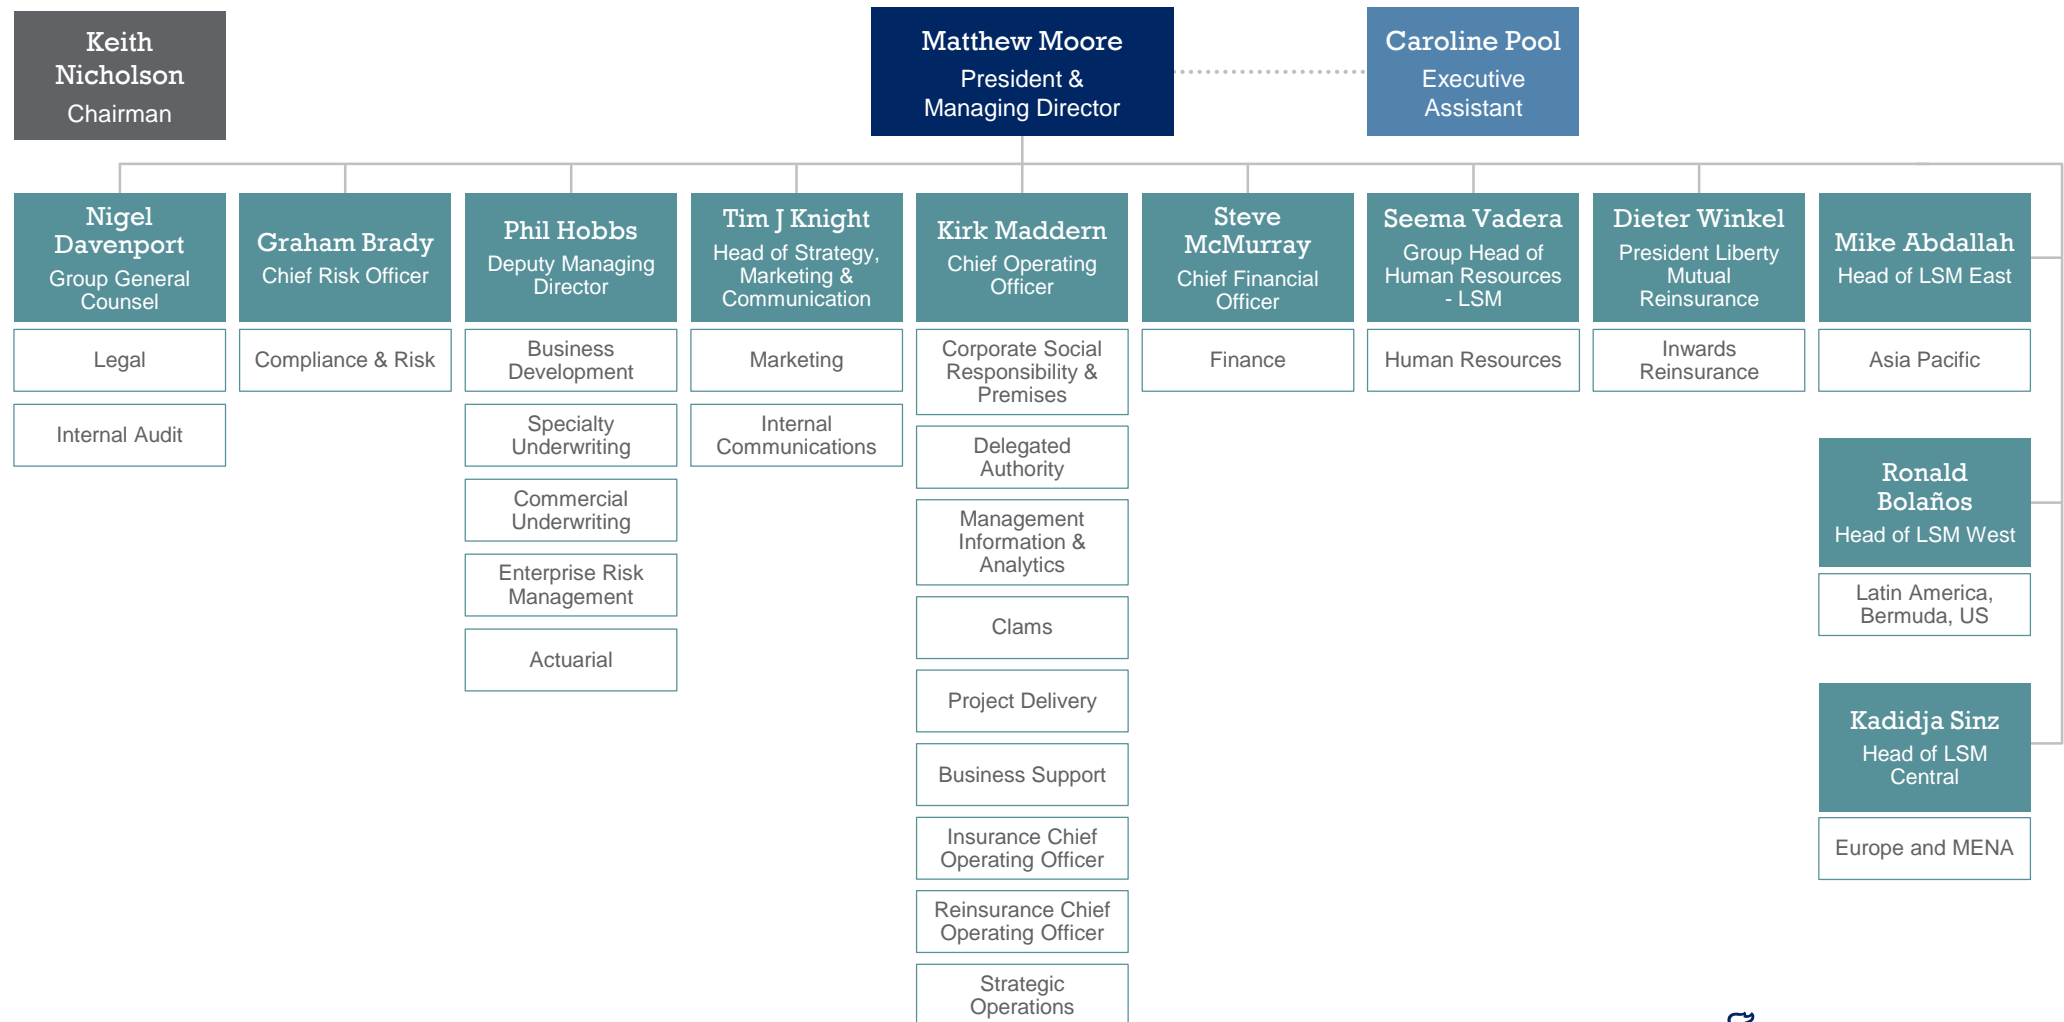 Keith
Nicholson
Chairman
Matthew Moore
President &
Managing Director
Caroline Pool
Executive
Assistant
Nigel
Davenport
Group General
Counsel
Legal
Internal Audit
Graham Brady
Chief Risk Officer
Compliance & Risk
Phil Hobbs
Deputy Managing
Director
Business
Development
Specialty
Underwriting
Commercial
Underwriting
Enterprise Risk
Management
Actuarial
Tim J Knight
Head of Strategy,
Marketing &
Communication
Marketing
Internal
Communications
Kirk Maddern
Chief Operating
Officer
Corporate Social
Responsibility &
Premises
Delegated
Authority
Management
Information &
Analytics
Clams
Project Delivery
Business Support
Insurance Chief
Operating Officer
Reinsurance Chief
Operating Officer
Strategic
Operations
Steve
McMurray
Chief Financial
Officer
Finance
Seema Vadera
Group Head of
Human Resources
- LSM
Human Resources
Dieter Winkel
President Liberty
Mutual
Reinsurance
Inwards
Reinsurance
Mike Abdallah
Head of LSM East
Asia Pacific
Ronald
Bolaños
Head of LSM West
Latin America,
Bermuda, US
Kadidja Sinz
Head of LSM
Central
Europe and MENA